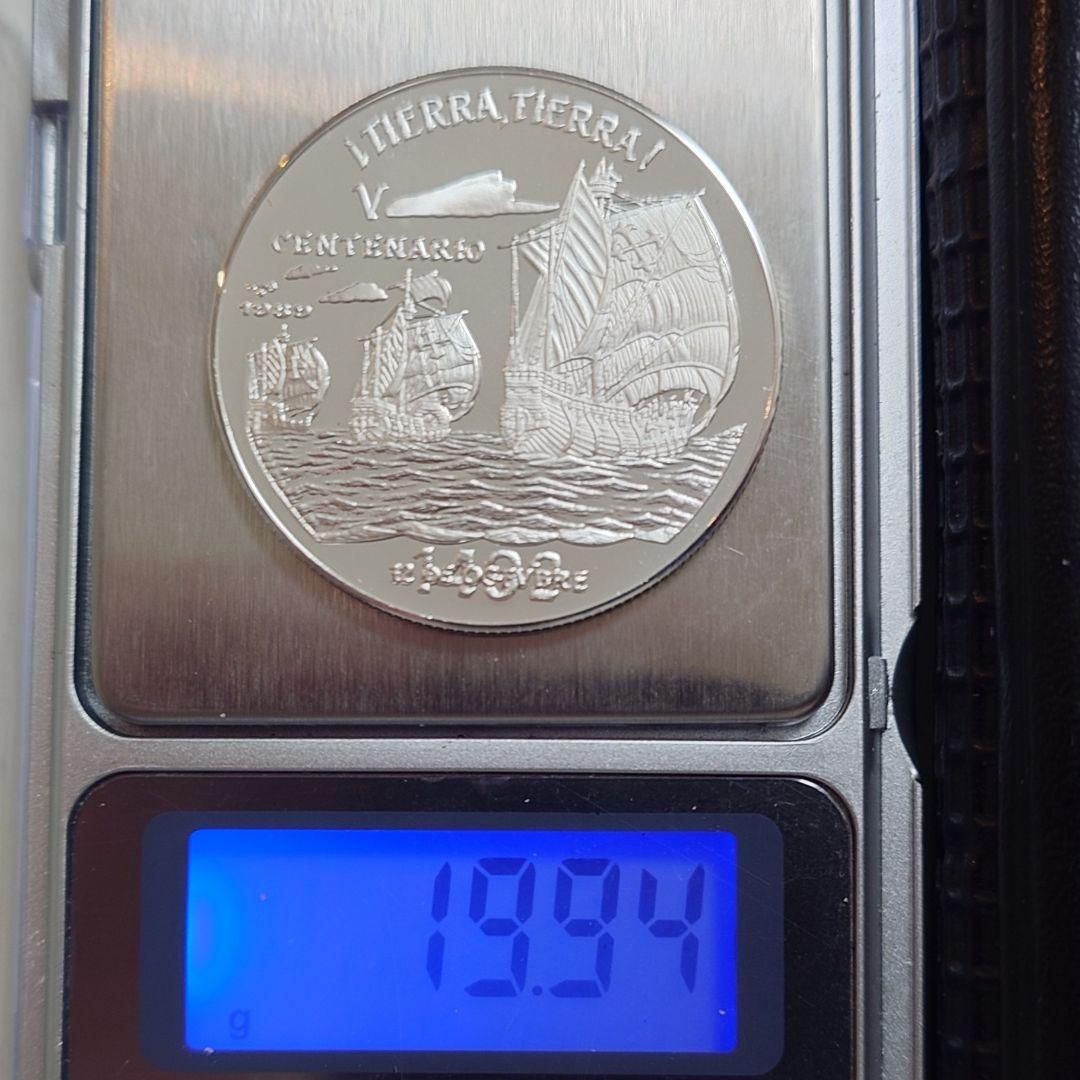 ¡TIERRA, TIERRA!
V
CENTENARIO
1989
19.94
g